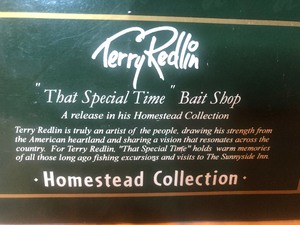 Terry Redlin
"That Special Time" Bait Shop
A release in his Homestead Collection
Terry Redlin is truly an artist of the people, drawing his strength from
the American heartland and sharing a vision that resonates across the
country. For Terry Redlin, "That Special Time" holds warm memories
of all those long ago fishing excursions and visits to The Sunnyside Inn.
· Homestead Collection ·